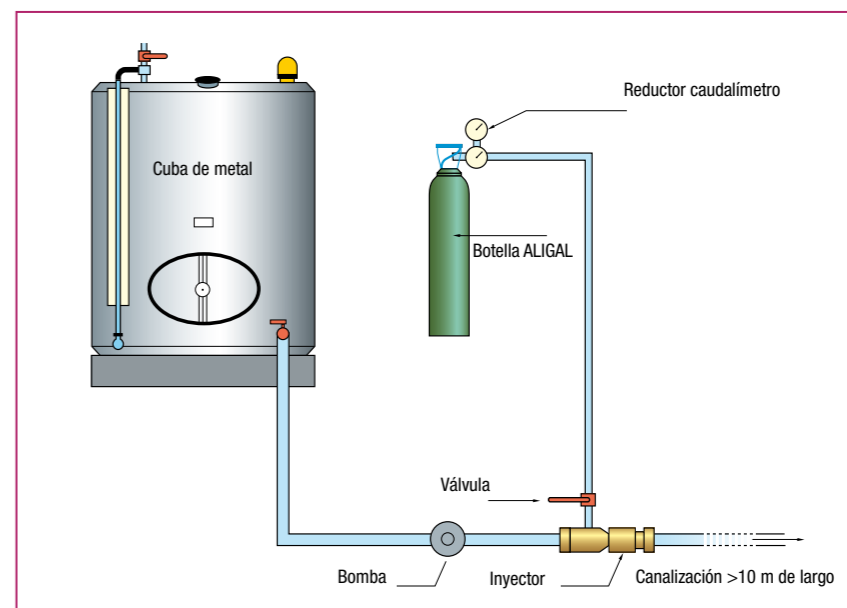 Reductor caudalímetro
Cuba de metal
Botella ALIGAL
Válvula
Bomba
Inyector
Canalización >10 m de largo